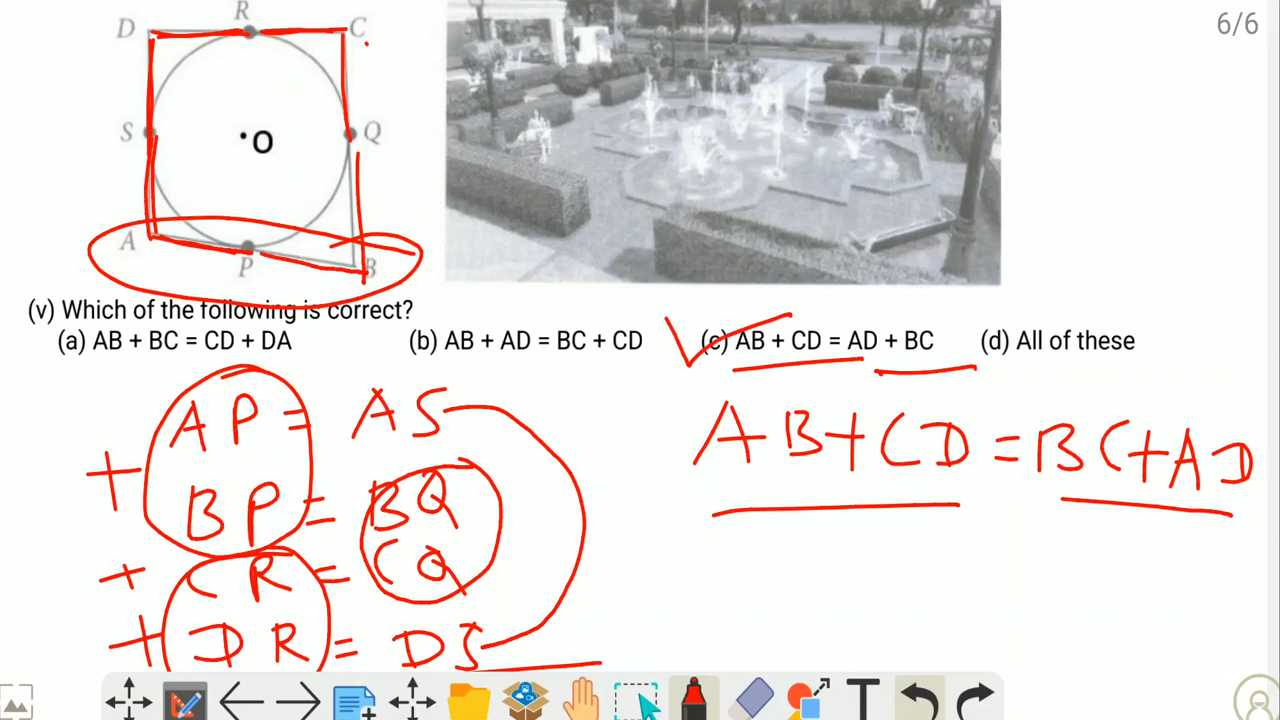 R
6/6
D
C
S
O
Q
A
P
B
(v) Which of the following is correct?
(a) AB + BC = CD + DA
(b) AB + AD = BC + CD
(c) AB + CD = AD + BC
(d) All of these
AP = AS
+ BP = BQ
+ CR = CQ
+ DR = DS
AB+CD = BC+AD
T